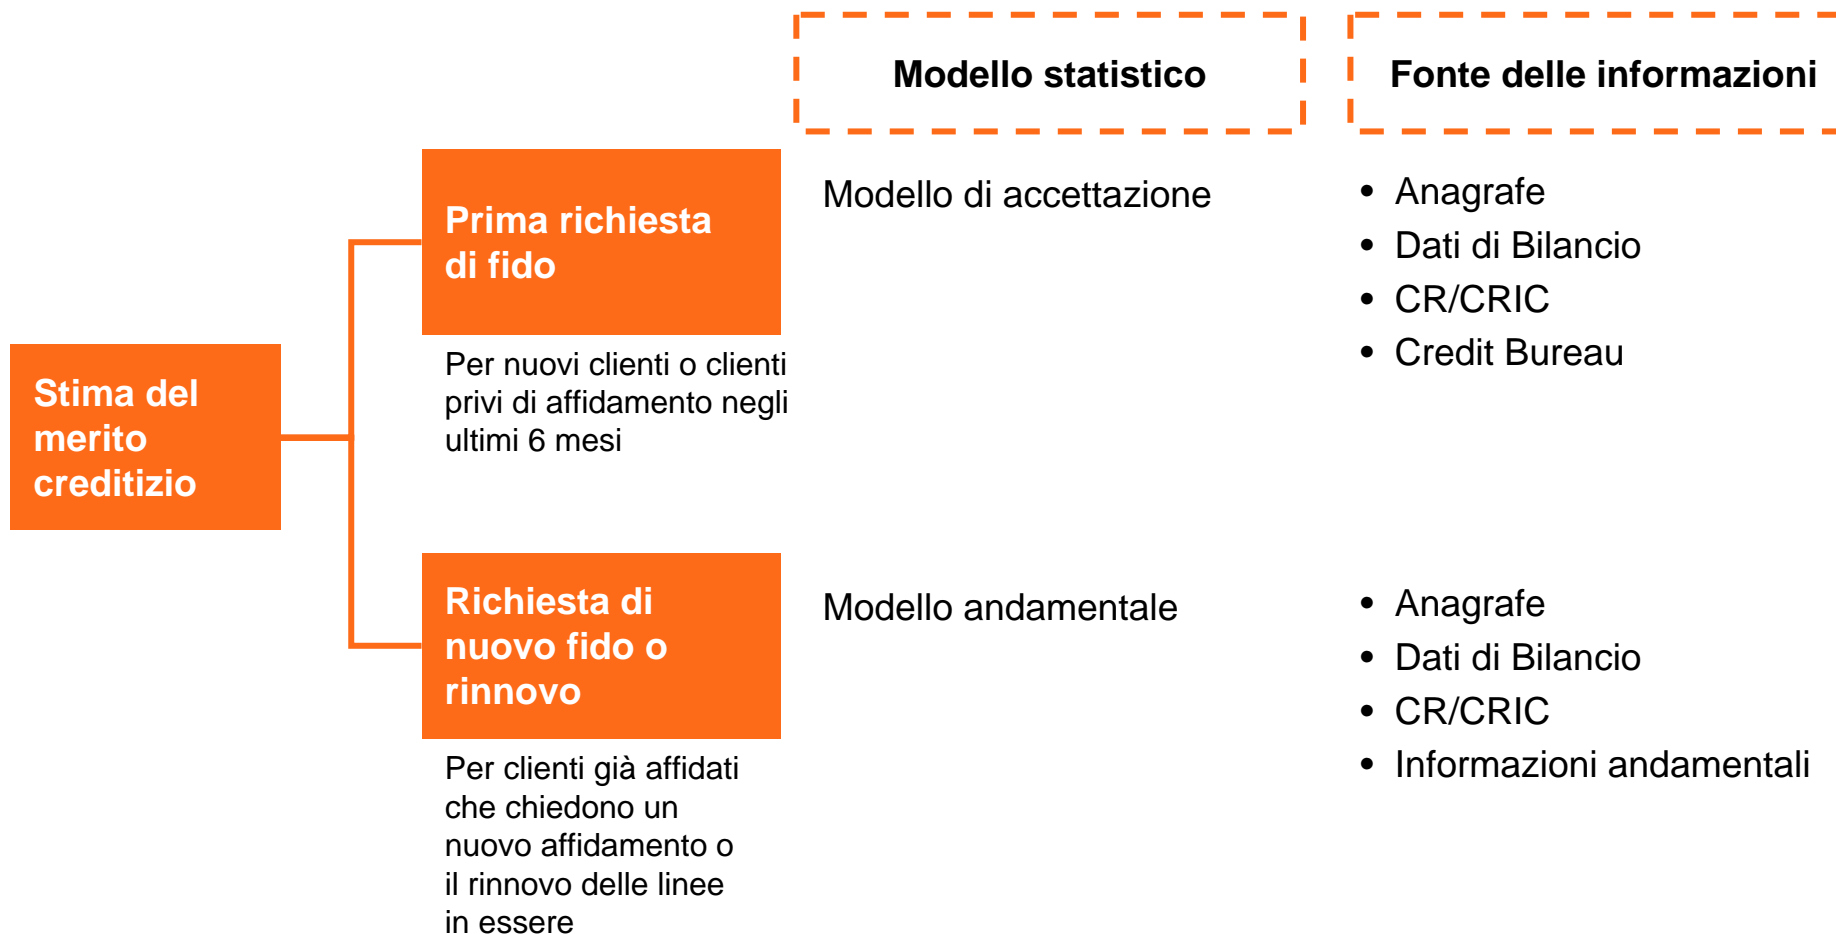 Modello statistico
Fonte delle informazioni
Stima del
merito
creditizio
Prima richiesta
di fido
Per nuovi clienti o clienti
privi di affidamento negli
ultimi 6 mesi
Modello di accettazione
• Anagrafe
• Dati di Bilancio
• CR/CRIC
• Credit Bureau
Richiesta di
nuovo fido o
rinnovo
Per clienti già affidati
che chiedono un
nuovo affidamento o
il rinnovo delle linee
in essere
Modello andamentale
• Anagrafe
• Dati di Bilancio
• CR/CRIC
• Informazioni andamentali